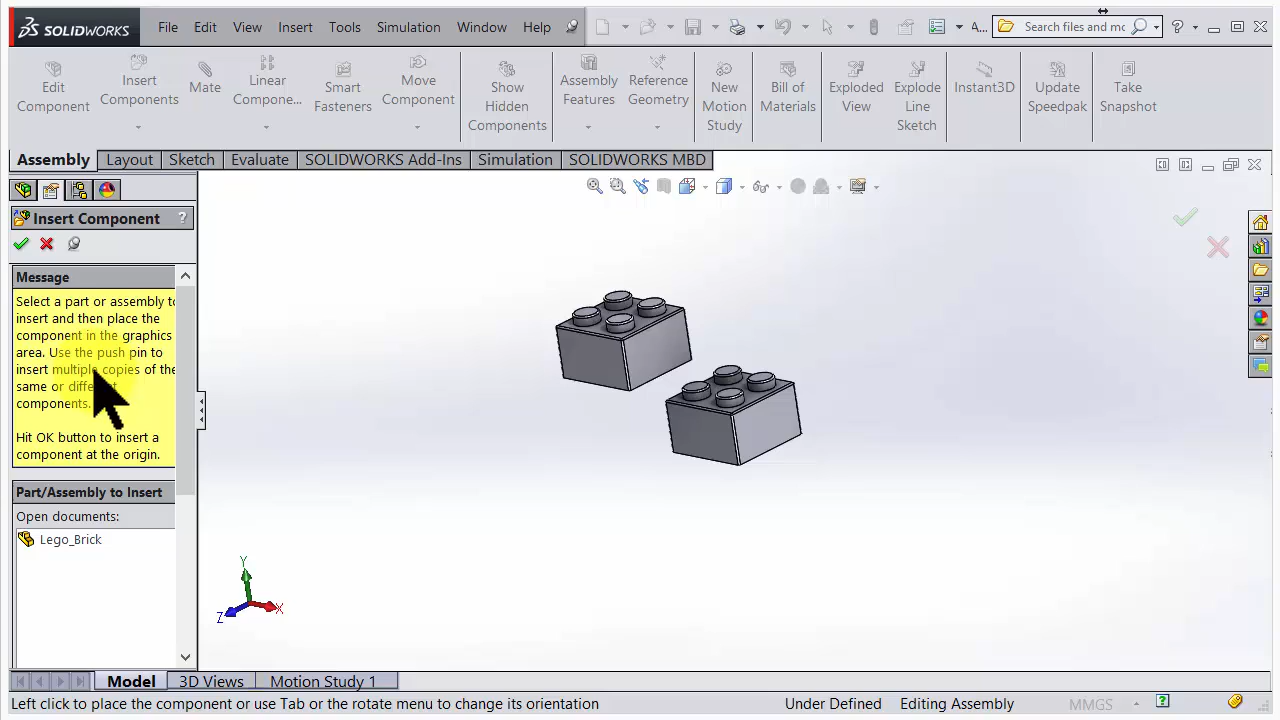 SOLIDWORKS File Edit View Insert Tools Simulation Window Help A... Search files and mc ?
Edit Component
Insert Components
Mate
Linear Compone...
Smart Fasteners
Move Component
Show Hidden Components
Assembly Features
Reference Geometry
New Motion Study
Bill of Materials
Exploded View
Explode Line Sketch
Instant3D
Update Speedpak
Take Snapshot
Assembly Layout Sketch Evaluate SOLIDWORKS Add-Ins Simulation SOLIDWORKS MBD
Insert Component ?
Message
Select a part or assembly to
insert and then place the
component in the graphics
area. Use the push pin to
insert multiple copies of the
same or different
components.
Hit OK button to insert a
component at the origin.
Part/Assembly to Insert
Open documents:
Lego_Brick
Y
Z
X
Model 3D Views Motion Study 1
Left click to place the component or use Tab or the rotate menu to change its orientation Under Defined Editing Assembly MMGS ?